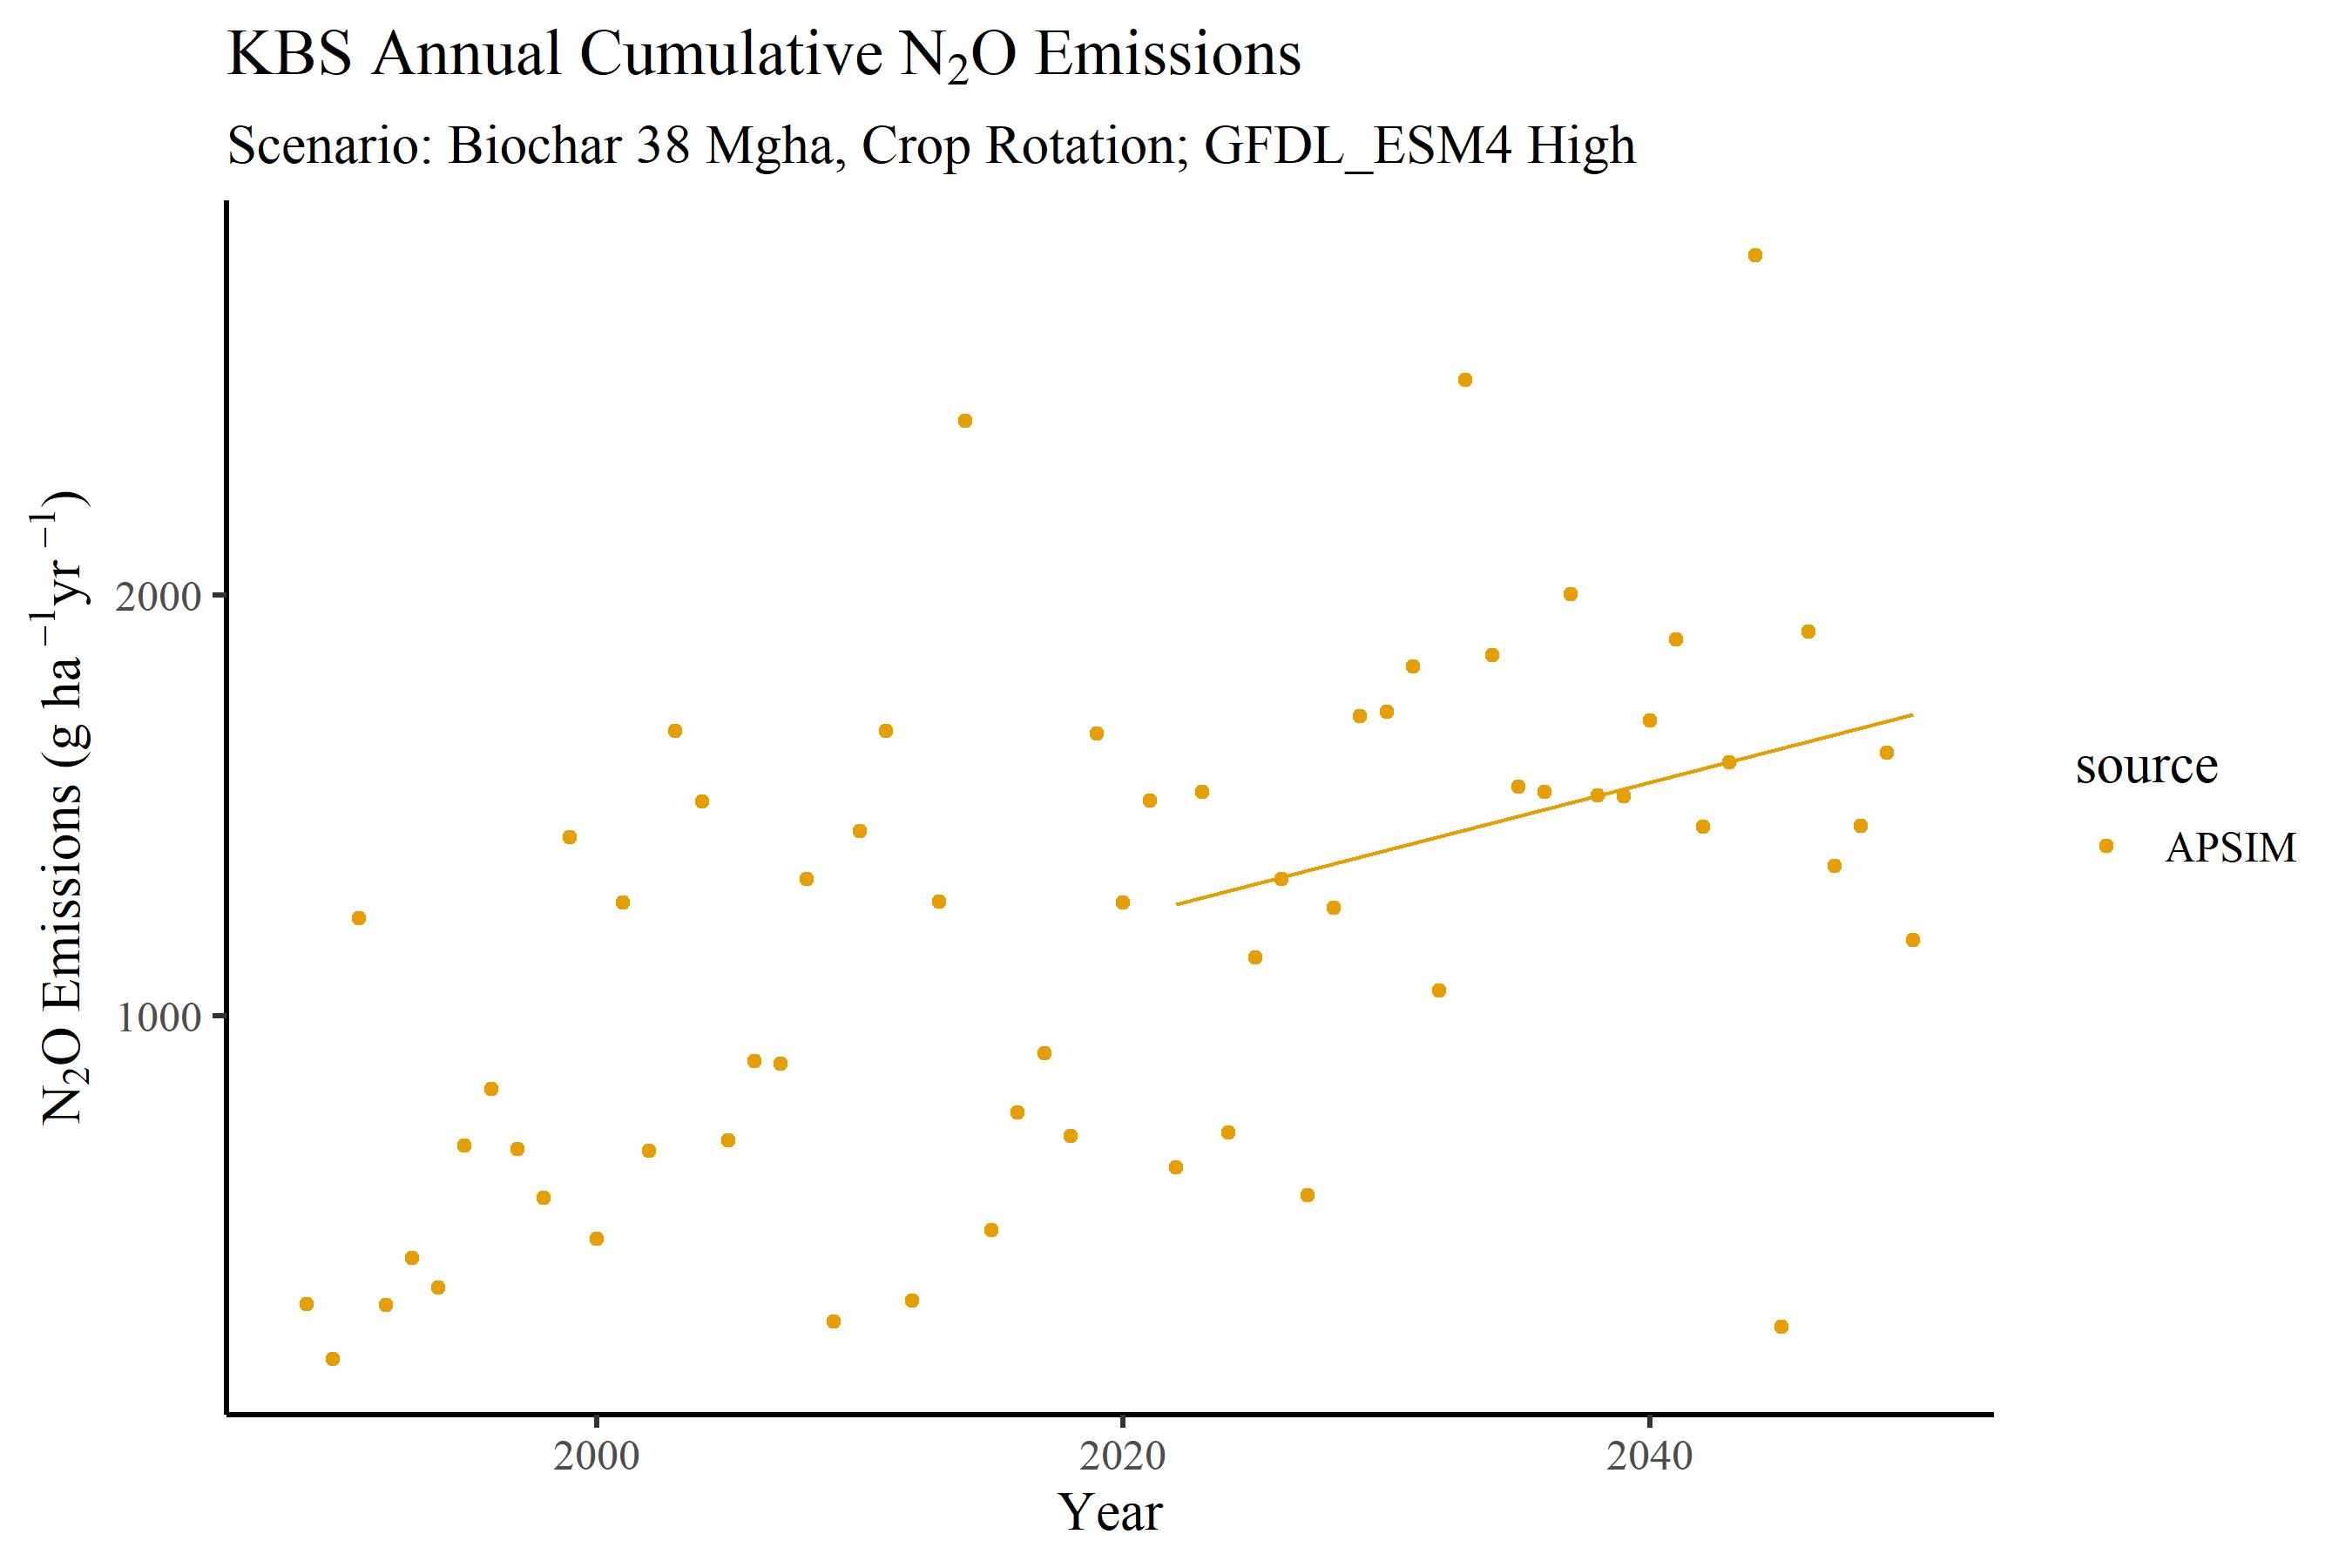 KBS Annual Cumulative N₂O Emissions
Scenario: Biochar 38 Mgha, Crop Rotation; GFDL_ESM4 High
N₂O Emissions (g ha⁻¹yr⁻¹)
2000
1000
2000
2020
2040
Year
source
APSIM